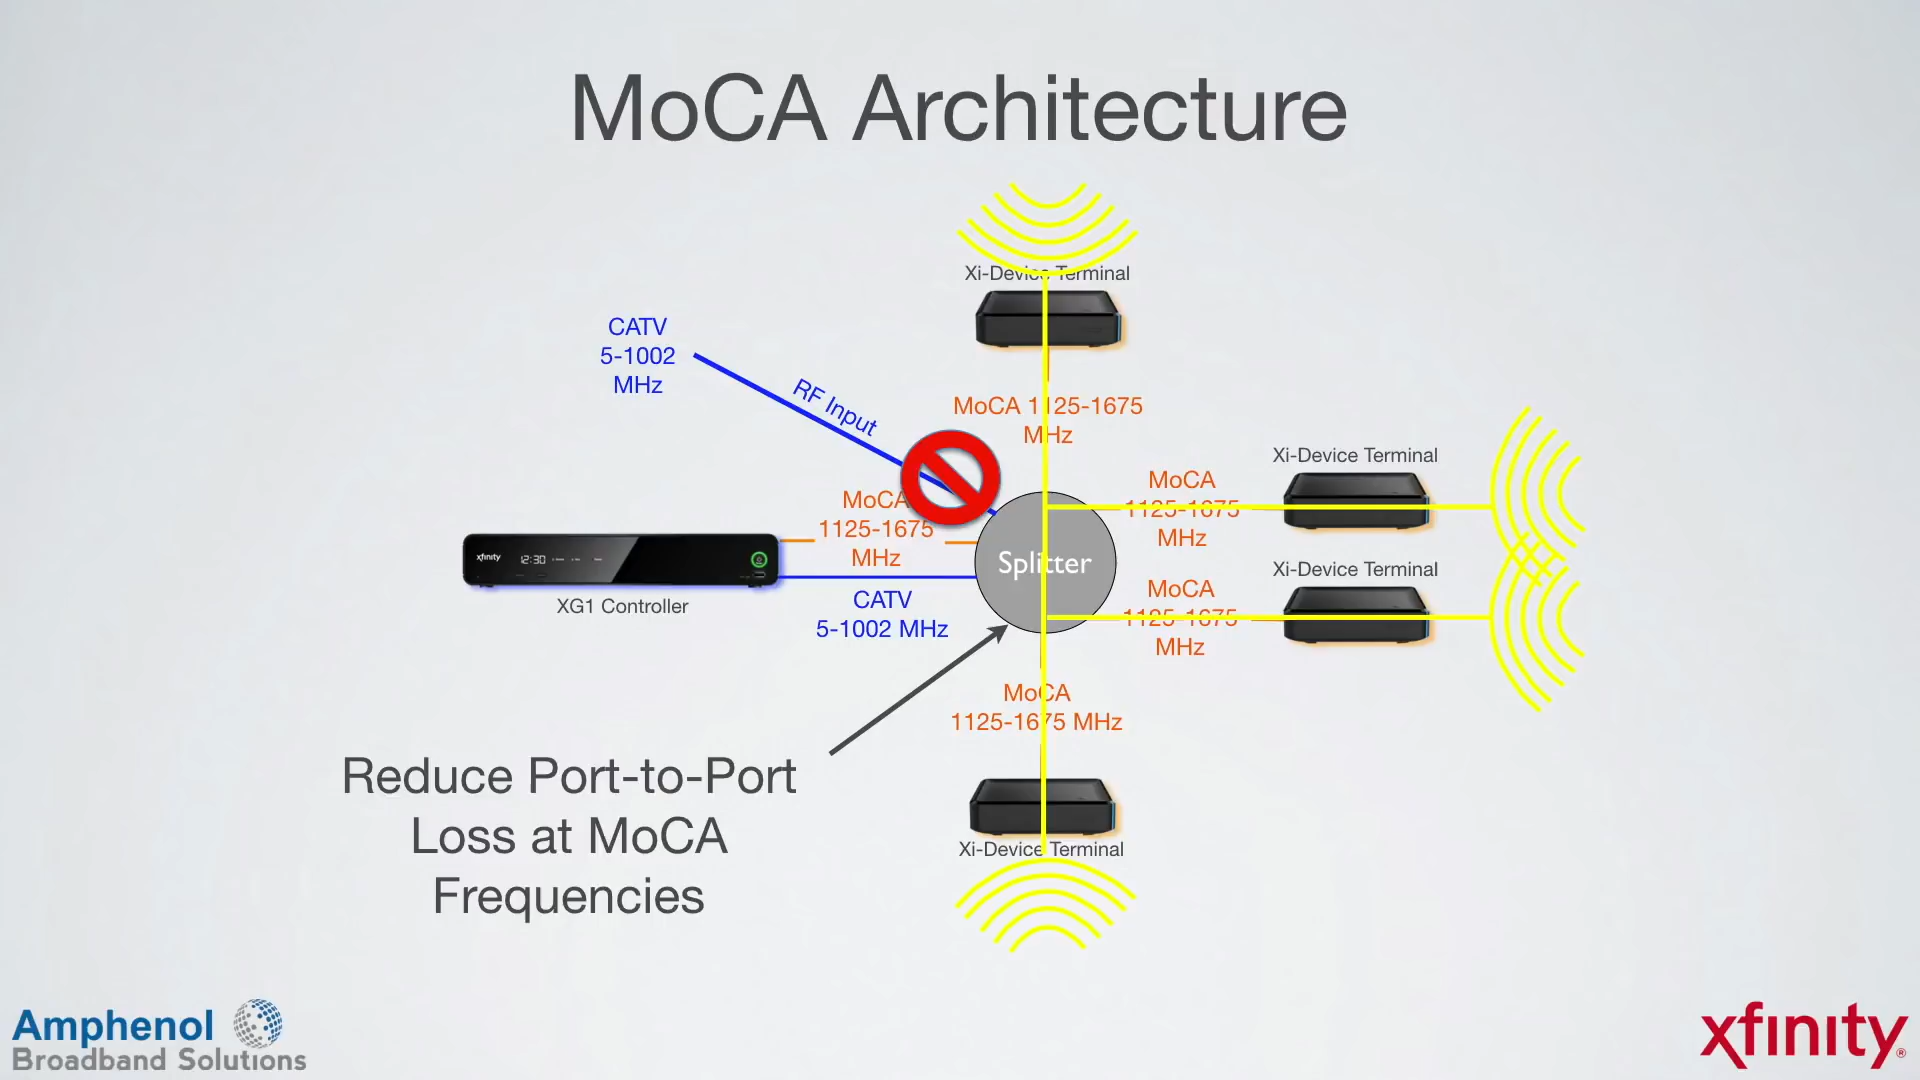 MoCA Architecture
Xi-Device Terminal
CATV
5-1002
MHz
RF Input
MoCA 1125-1675
MHz
Xi-Device Terminal
MoCA
1125-1675
MHz
MoCA
1125-1675
MHz
xfinity
12:30
Splitter
XG1 Controller
CATV
5-1002 MHz
Xi-Device Terminal
MoCA
1125-1675
MHz
MoCA
1125-1675 MHz
Reduce Port-to-Port
Loss at MoCA
Frequencies
Xi-Device Terminal
Amphenol
Broadband Solutions
xfinity®